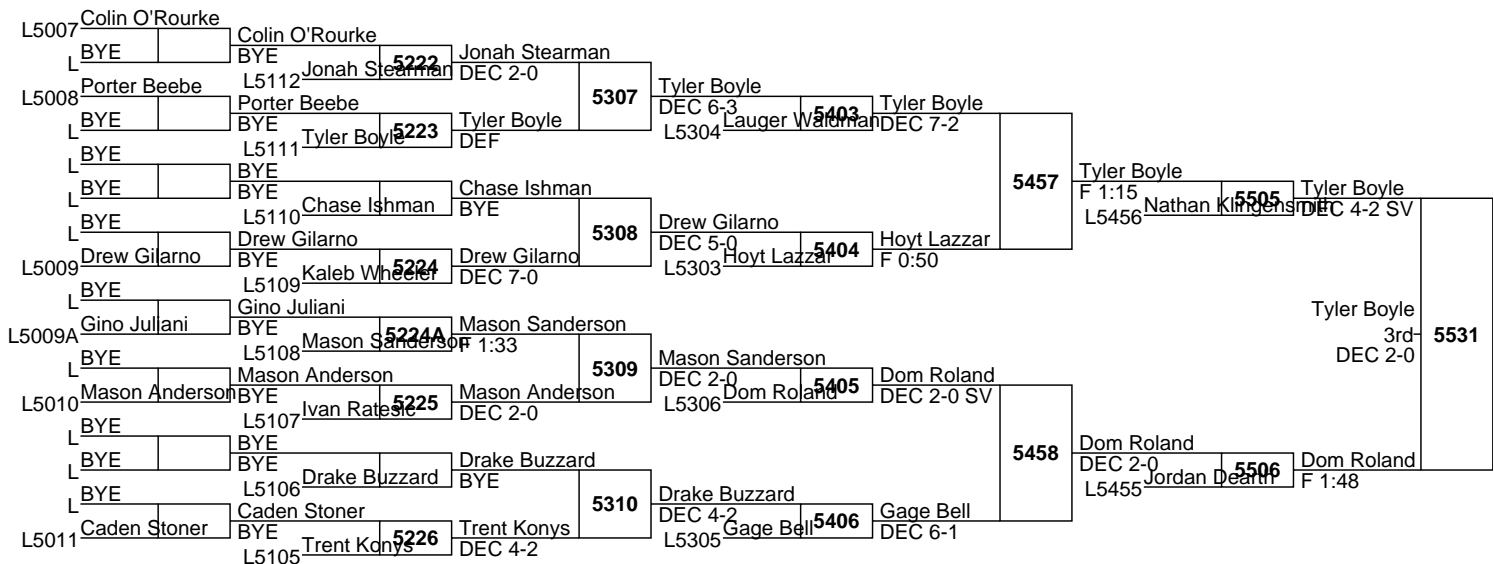 L5007 Colin O'Rourke
L BYE
Colin O'Rourke
BYE
L5112 Jonah Stearman
5222
Jonah Stearman
DEC 2-0
L5008 Porter Beebe
L BYE
Porter Beebe
BYE
L5111 Tyler Boyle
5223
Tyler Boyle
DEF
5307
Tyler Boyle
DEC 6-3
L5304 Lauger Waldman
5403
Tyler Boyle
DEC 7-2
L BYE
L BYE
BYE
BYE
L5110 Chase Ishman
Chase Ishman
BYE
L BYE
L5009 Drew Gilarno
Drew Gilarno
BYE
L5109 Kaleb Wheeler
5224
Drew Gilarno
DEC 7-0
5308
Drew Gilarno
DEC 5-0
L5303 Hoyt Lazzar
5404
Hoyt Lazzar
F 0:50
5457
Tyler Boyle
F 1:15
L5456 Nathan Klingensmith
5505
Tyler Boyle
DEC 4-2 SV
L BYE
L5009A Gino Juliani
Gino Juliani
BYE
L5108 Mason Sanderson
5224A
Mason Sanderson
F 1:33
L BYE
L5010 Mason Anderson
Mason Anderson
BYE
L5107 Ivan Ratesic
5225
Mason Anderson
DEC 2-0
5309
Mason Sanderson
DEC 2-0
L5306 Dom Roland
5405
Dom Roland
DEC 2-0 SV
L BYE
L BYE
BYE
BYE
L5106 Drake Buzzard
Drake Buzzard
BYE
L BYE
L5011 Caden Stoner
Caden Stoner
BYE
L5105 Trent Konys
5226
Trent Konys
DEC 4-2
5310
Drake Buzzard
DEC 4-2
L5305 Gage Bell
5406
Gage Bell
DEC 6-1
5458
Dom Roland
DEC 2-0
L5455 Jordan Dearth
5506
Dom Roland
F 1:48
Tyler Boyle
3rd
DEC 2-0
5531